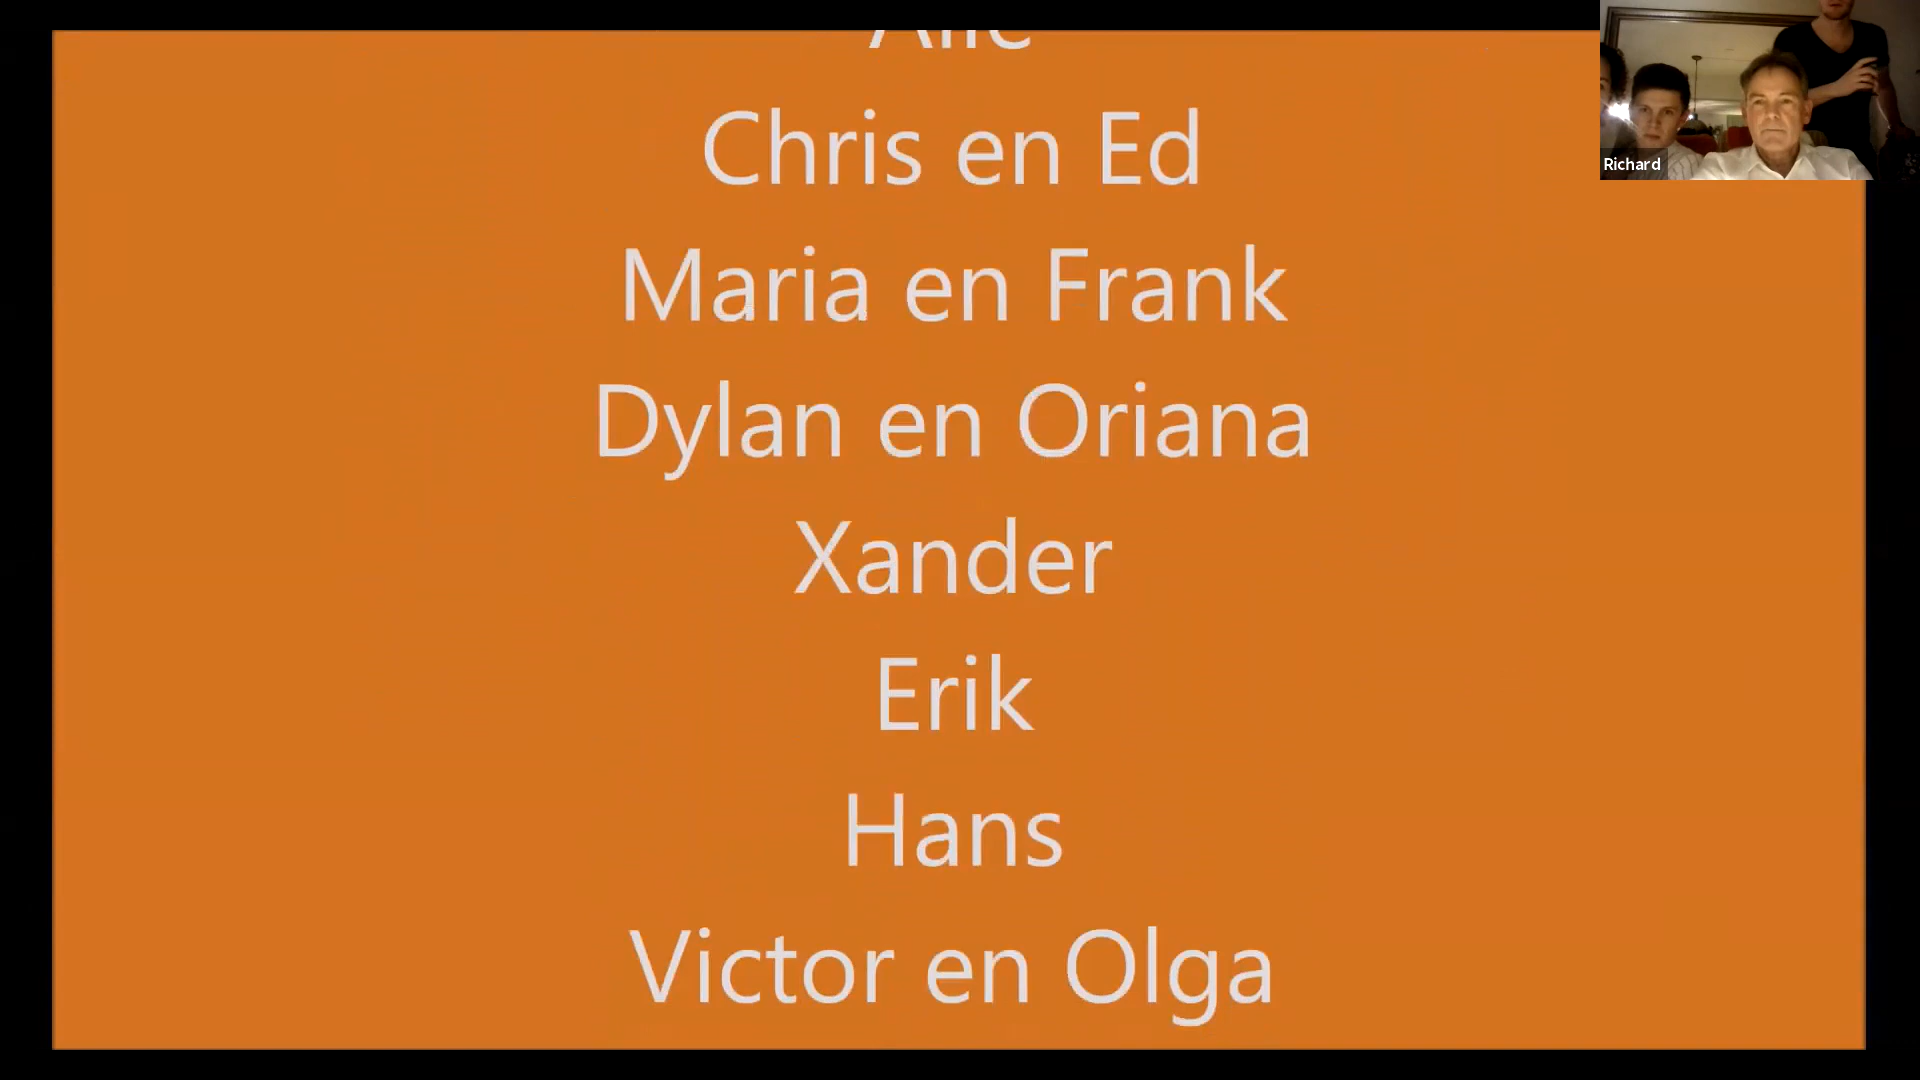 Chris en Ed
Maria en Frank
Dylan en Oriana
Xander
Erik
Hans
Victor en Olga
Richard